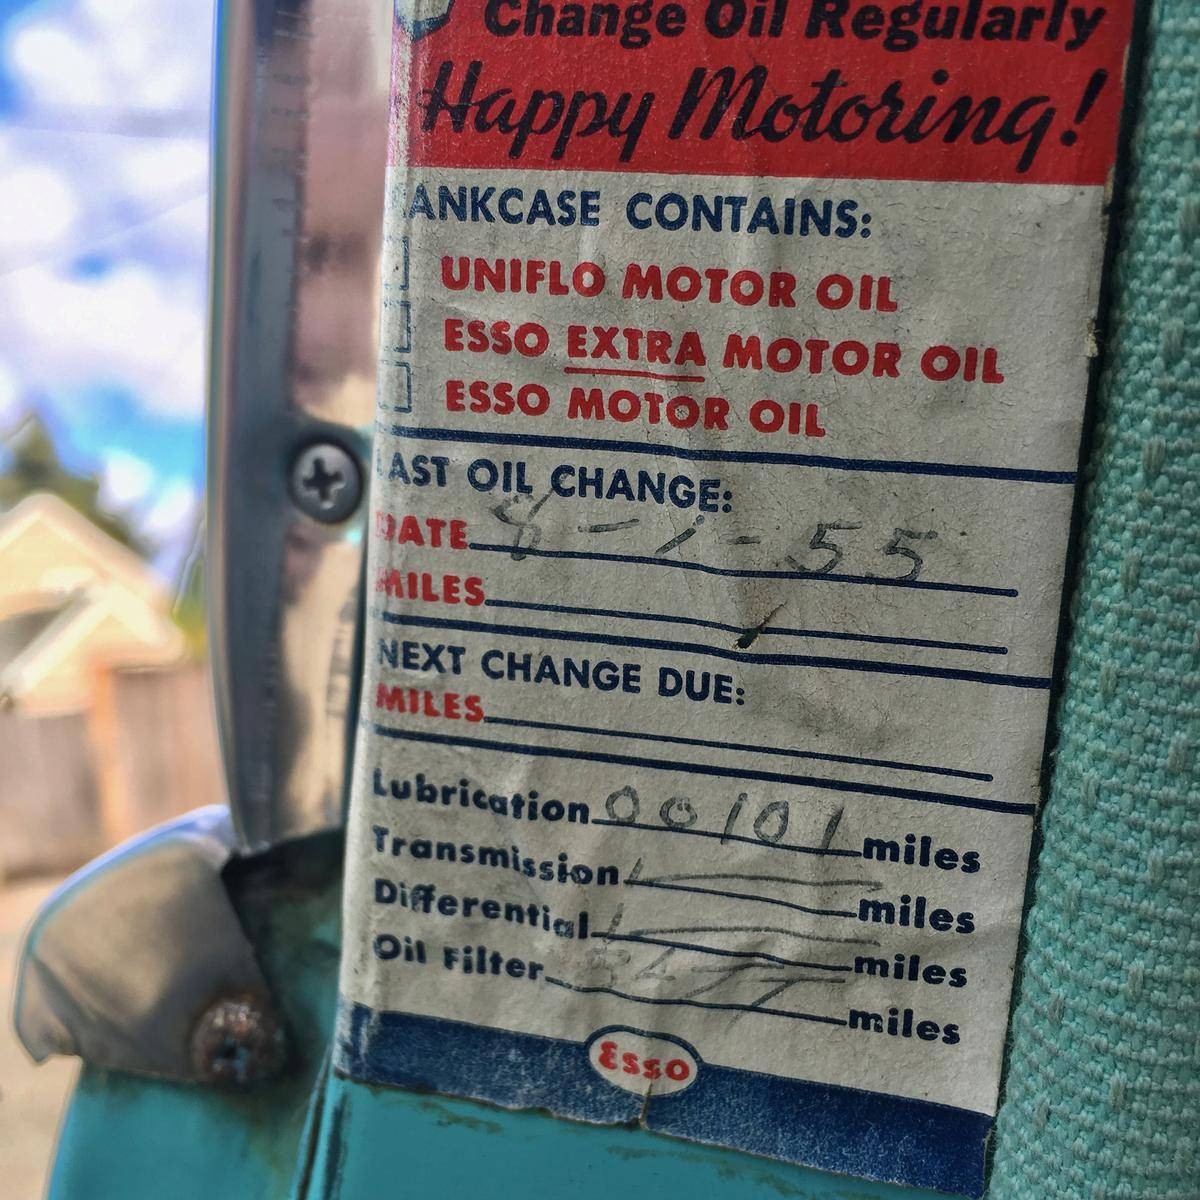 Change Oil Regularly
Happy Motoring!
ANKCASE CONTAINS:
UNIFLO MOTOR OIL
ESSO EXTRA MOTOR OIL
ESSO MOTOR OIL
LAST OIL CHANGE:
DATE 8-1-55
MILES
NEXT CHANGE DUE:
MILES
Lubrication 00101 miles
Transmission miles
Differential miles
Oil Filter miles
Esso